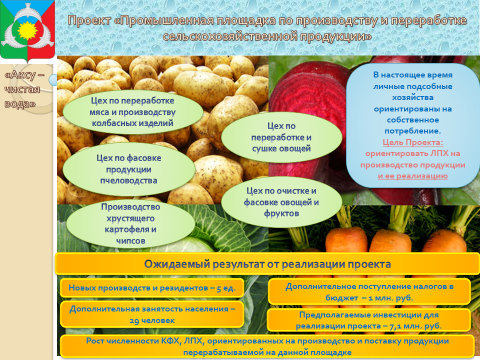 Проект «Промышленная площадка по производству и переработке
сельскохозяйственной продукции»
«Аксу –
чистая
вода»
Цех по переработке
мяса и производству
колбасных изделий
Цех по фасовке
продукции
пчеловодства
Производство
хрустящего
картофеля и
чипсов
Цех по
переработке и
сушке овощей
Цех по очистке и
фасовке овощей и
фруктов
В настоящее время
личные подсобные
хозяйства
ориентированы на
собственное
потребление.
Цель Проекта:
ориентировать ЛПХ на
производство продукции
и ее реализацию
Ожидаемый результат от реализации проекта
Новых производств и резидентов – 5 ед.
Дополнительная занятость населения –
29 человек
Дополнительное поступление налогов в
бюджет – 1 млн. руб.
Предполагаемые инвестиции для
реализации проекта – 7,1 млн. руб.
Рост численности КФХ, ЛПХ, ориентированных на производство и поставку продукции
перерабатываемой на данной площадке